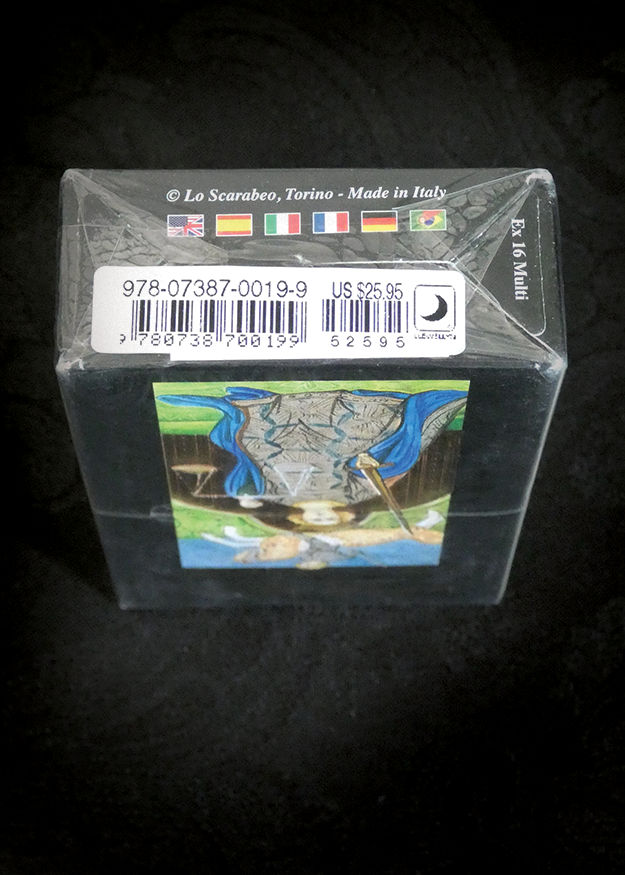 © Lo Scarabeo, Torino - Made in Italy
Ex 16 Multi
978-07387-0019-9
US $25.95
9 780738 700199
52595